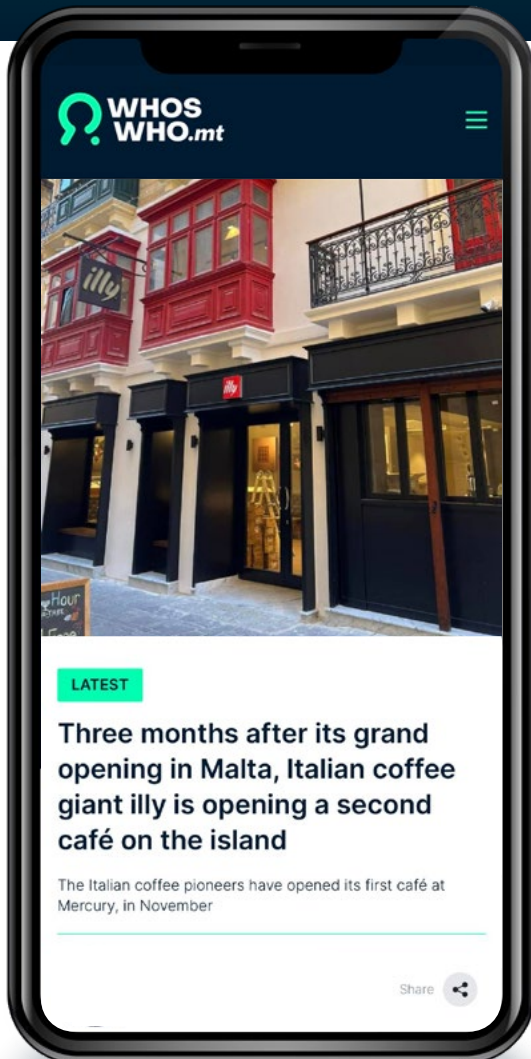 WHOS
WHO.mt
illy
illy
Hour
LATEST
Three months after its grand
opening in Malta, Italian coffee
giant illy is opening a second
café on the island
The Italian coffee pioneers have opened its first café at
Mercury, in November
Share